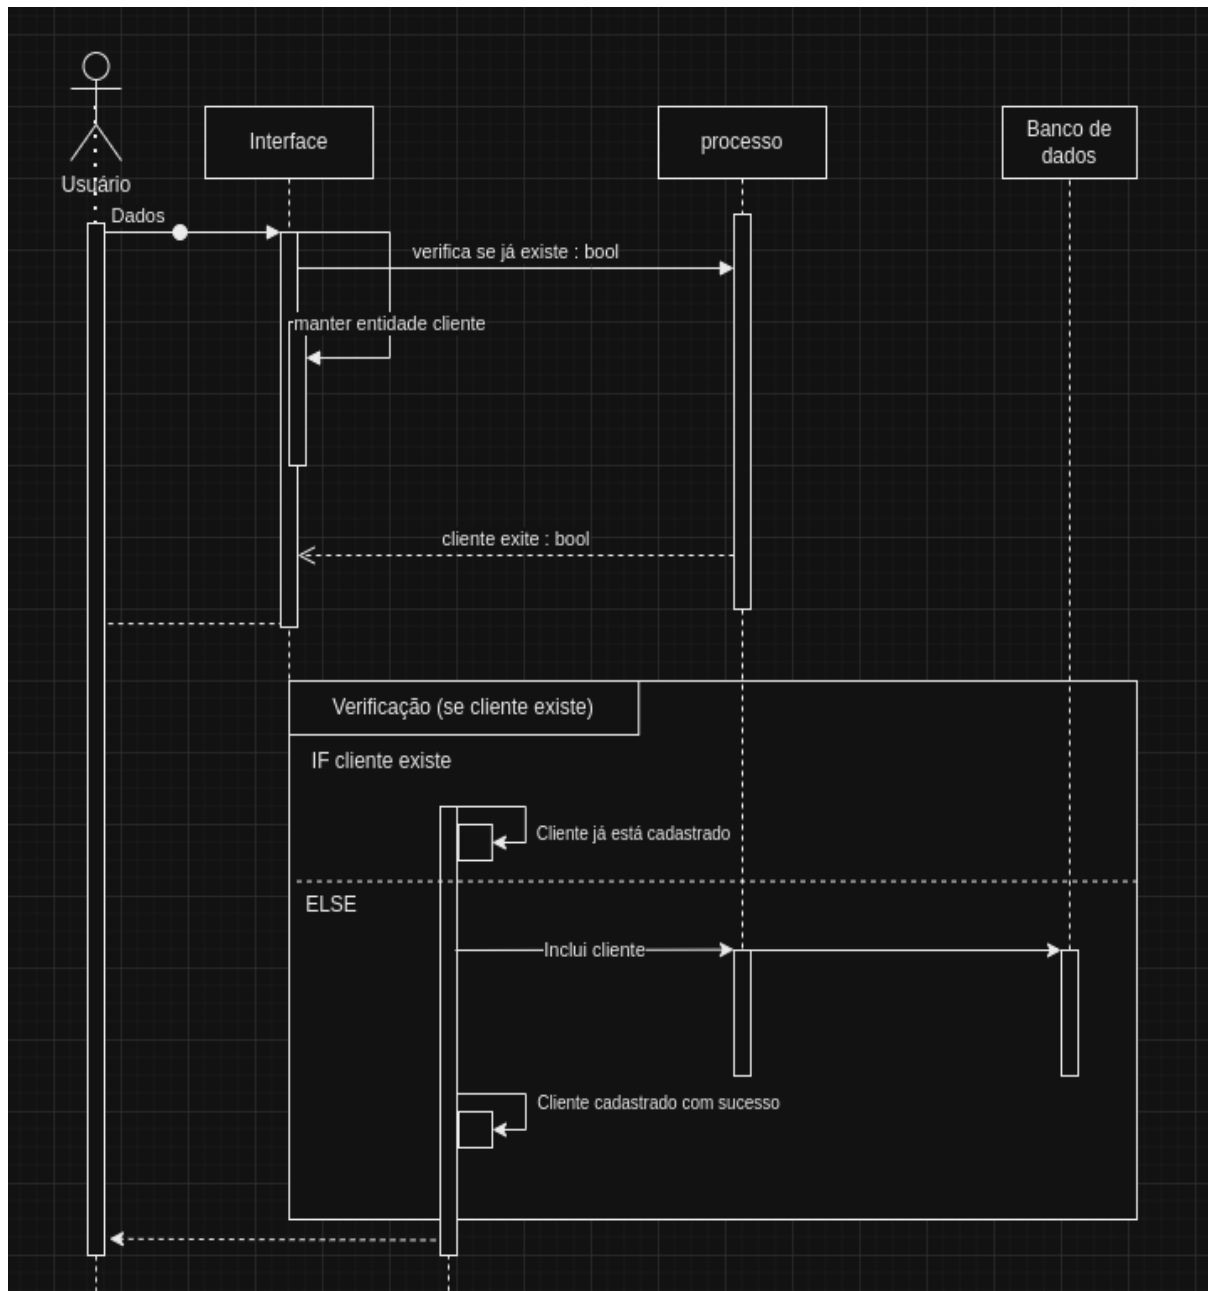 Usuário
Interface
processo
Banco de
dados
Dados
verifica se já existe : bool
manter entidade cliente
cliente exite : bool
Verificação (se cliente existe)
IF cliente existe
Cliente já está cadastrado
ELSE
Inclui cliente
Cliente cadastrado com sucesso